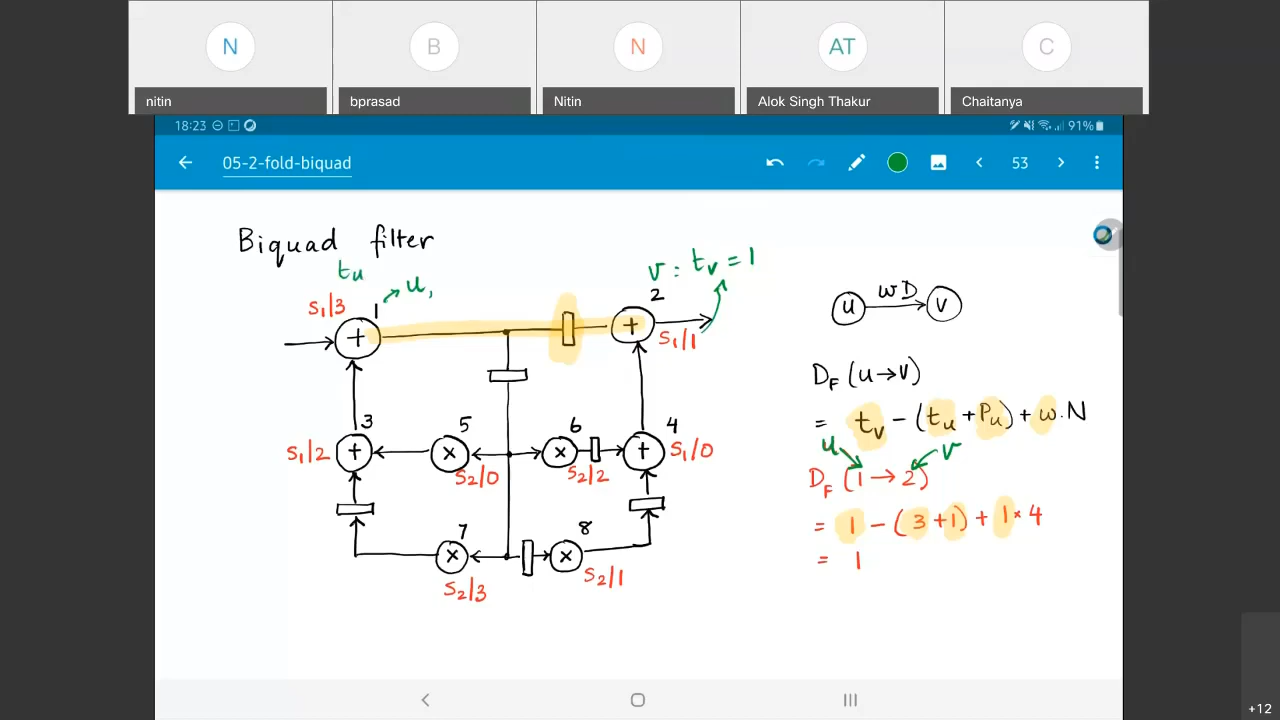 N
B
N
AT
C
nitin
bprasad
Nitin
Alok Singh Thakur
Chaitanya
18:23
91%
05-2-fold-biquad
53
Biquad filter
tu
v : tv = 1
S1/3
1
u,
2
+
+
S1/1
u
wD
v
DF (u→v)
= tv - (tu + Pu) + w.N
u
v
DF (1 → 2)
= 1 - (3+1) + 1 × 4
= 1
3
5
6
4
S1/2
+
×
×
+
S1/0
S2/0
S2/2
7
8
×
×
S2/3
S2/1
+12